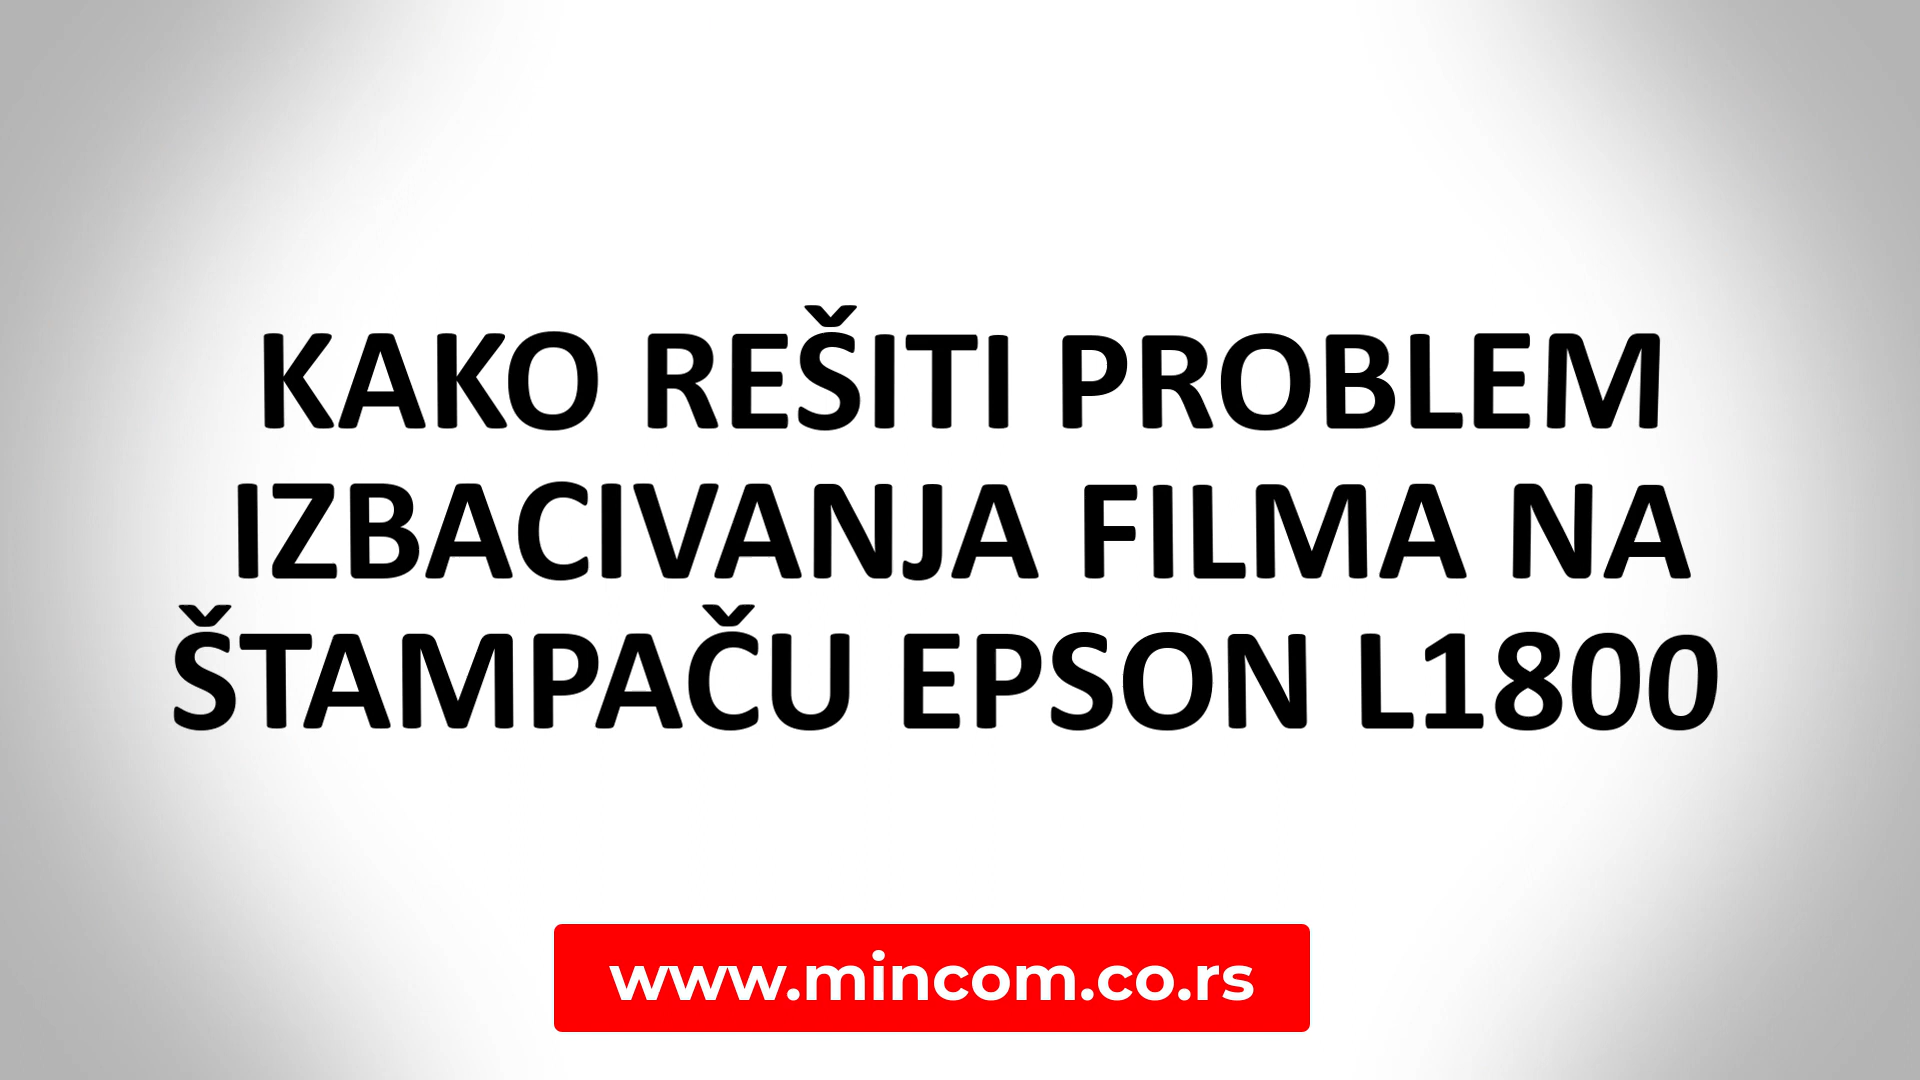 KAKO REŠITI PROBLEM
IZBACIVANJA FILMA NA
ŠTAMPAČU EPSON L1800
www.mincom.co.rs